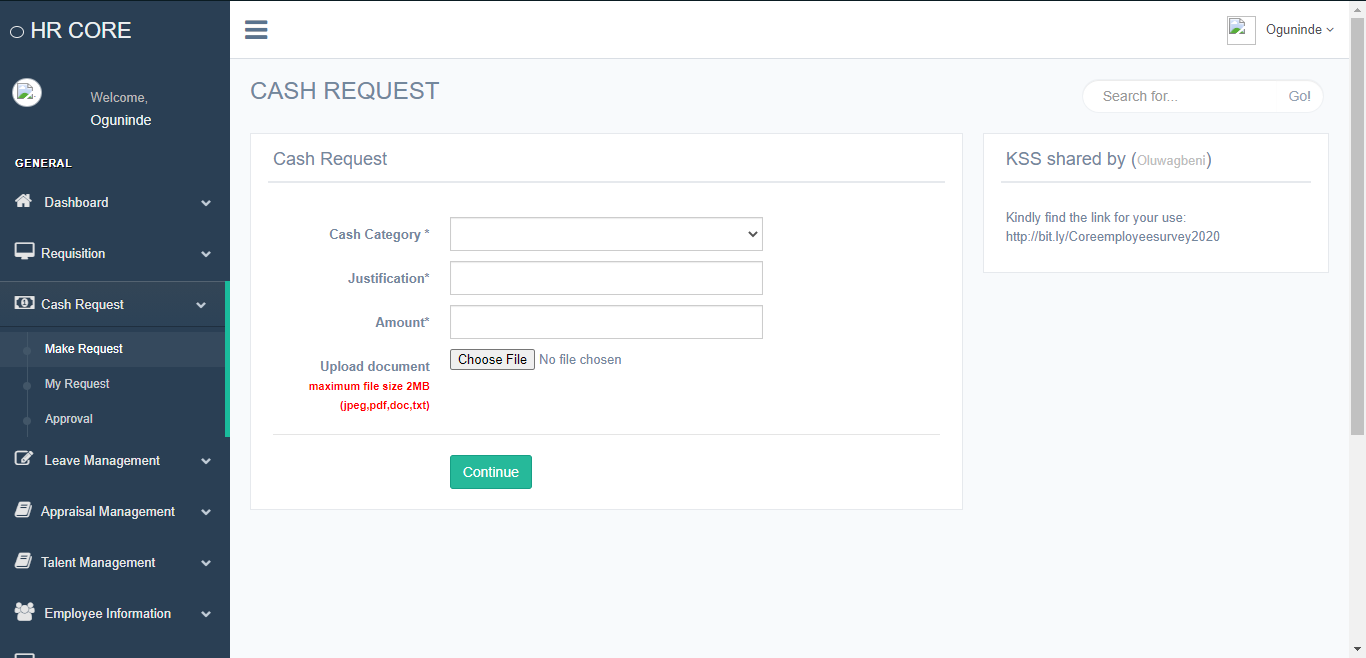 HR CORE
Welcome,
Oguninde
GENERAL
Dashboard
Requisition
Cash Request
Make Request
My Request
Approval
Leave Management
Appraisal Management
Talent Management
Employee Information
Oguninde
CASH REQUEST
Search for...
Go!
Cash Request
Cash Category *
Justification*
Amount*
Upload document
maximum file size 2MB
(jpeg,pdf,doc,txt)
Choose File No file chosen
Continue
KSS shared by (Oluwagbeni)
Kindly find the link for your use:
http://bit.ly/Coreemployeesurvey2020